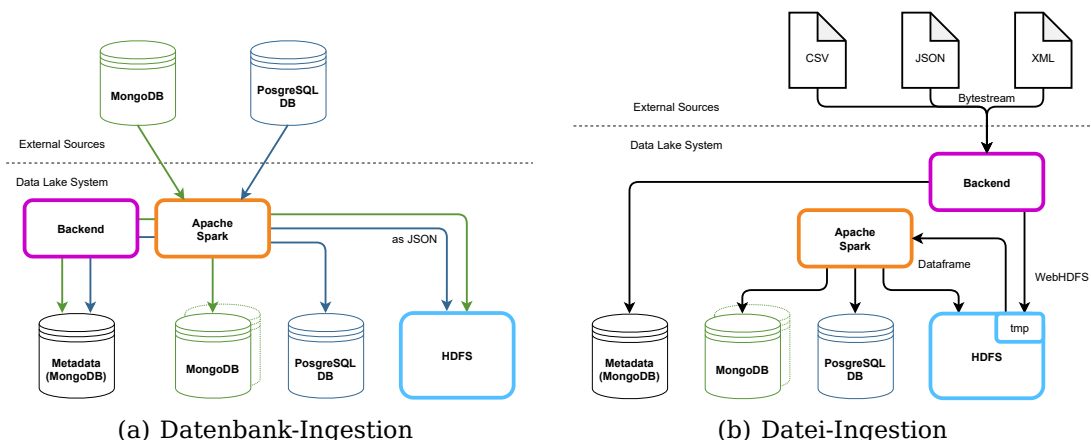 MongoDB
PosgreSQL
DB
External Sources
Data Lake System
Backend
Apache
Spark
as JSON
Metadata
(MongoDB)
MongoDB
PosgreSQL
DB
HDFS
(a) Datenbank-Ingestion
CSV
JSON
XML
Bytestream
External Sources
Data Lake System
Backend
Apache
Spark
Dataframe
WebHDFS
tmp
Metadata
(MongoDB)
MongoDB
PosgreSQL
DB
HDFS
(b) Datei-Ingestion